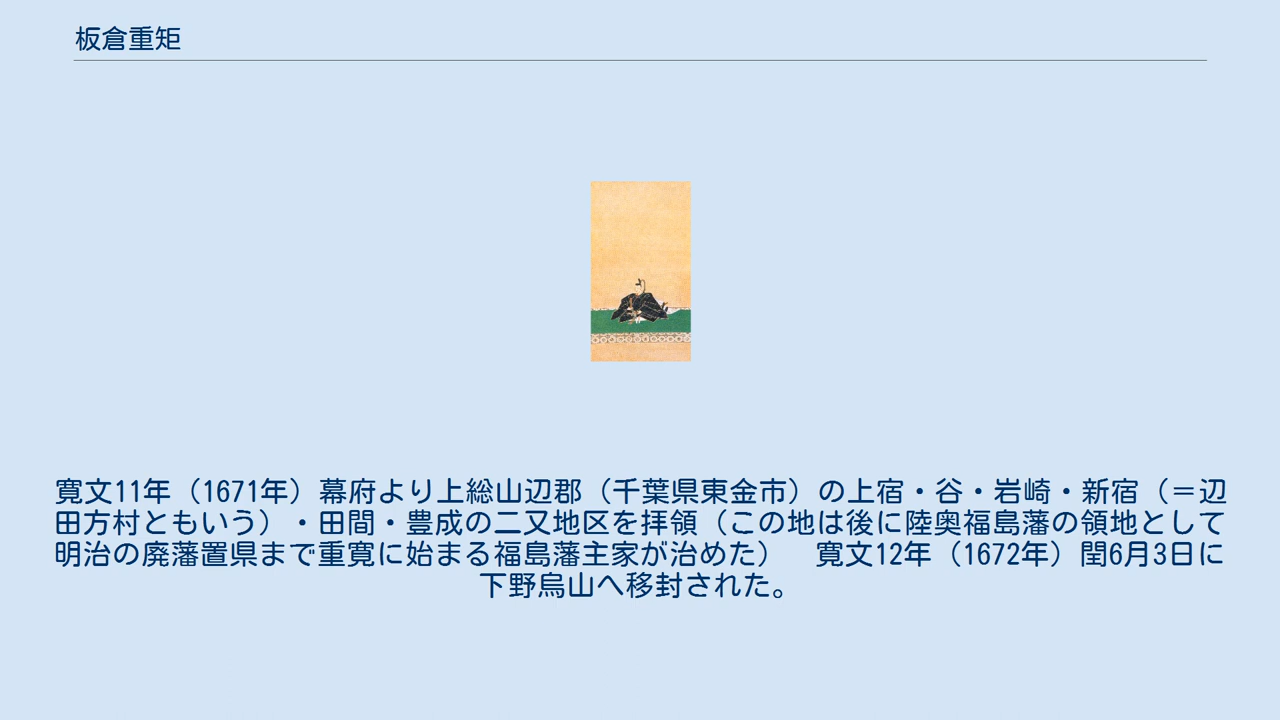 板倉重矩
寛文11年（1671年）幕府より上総山辺郡（千葉県東金市）の上宿・谷・岩崎・新宿（＝辺
田方村ともいう）・田間・豊成の二又地区を拝領（この地は後に陸奥福島藩の領地として
明治の廃藩置県まで重寛に始まる福島藩主家が治めた）　寛文12年（1672年）閏6月3日に
下野烏山へ移封された。